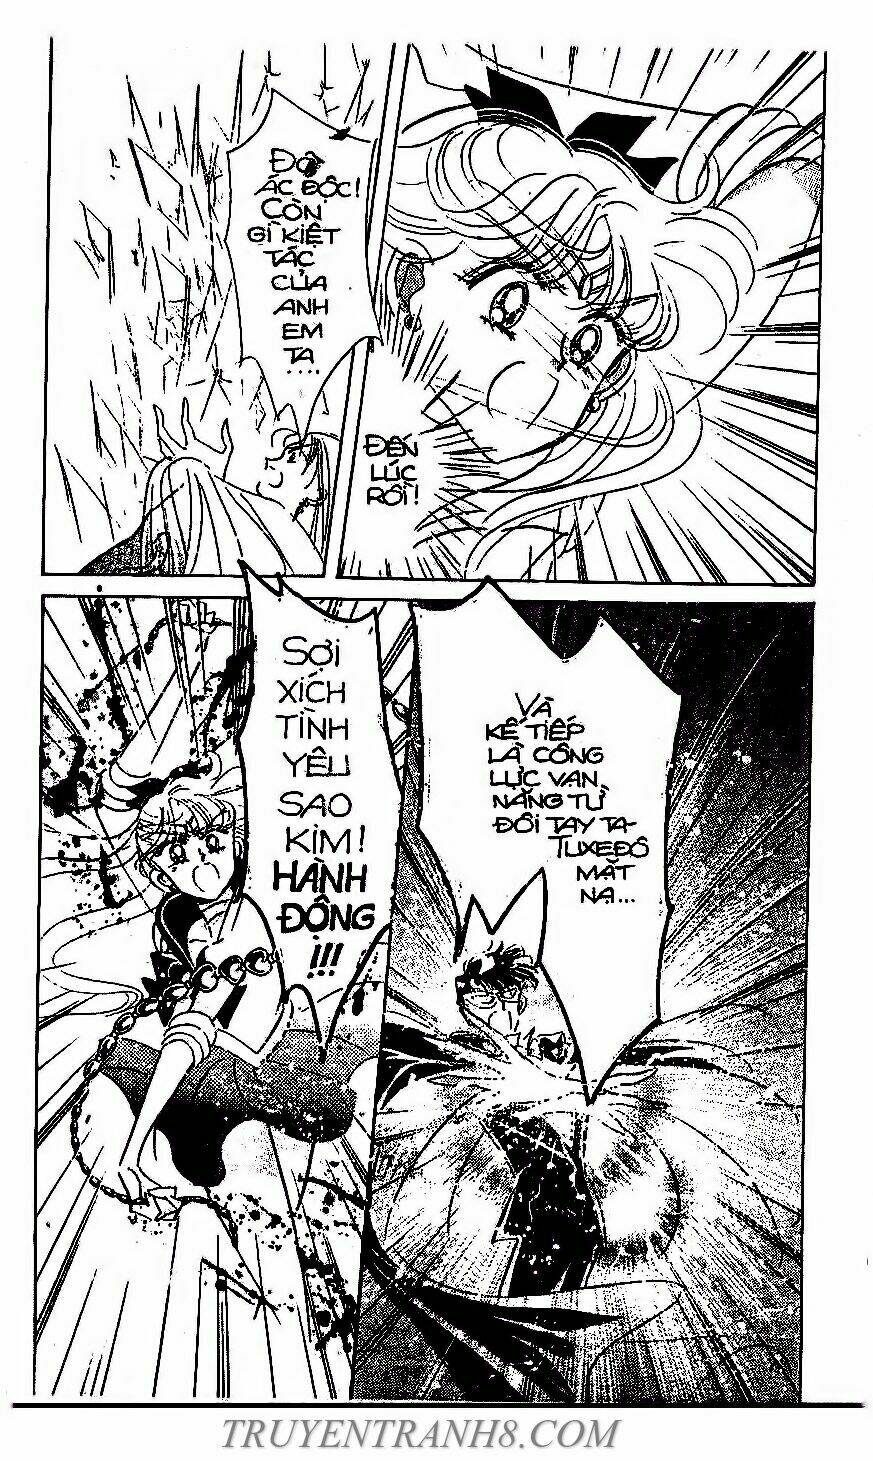 ĐỒ
ÁC ĐỘC!
CÒN
GÌ KIỆT
TÁC
CỦA
ANH
EM
TA
....
ĐẾN
LÚC
RỒI!
SỢI
XÍCH
TÌNH
YÊU
SAO
KIM!
HÀNH
ĐỘNG
!!!
VÀ
KẾ TIẾP
LÀ CÔNG
LỰC VẠN
NĂNG TỪ
ĐÔI TAY TA-
TUXEĐÔ
MẶT
NẠ...
TRUYENTRANH8.COM